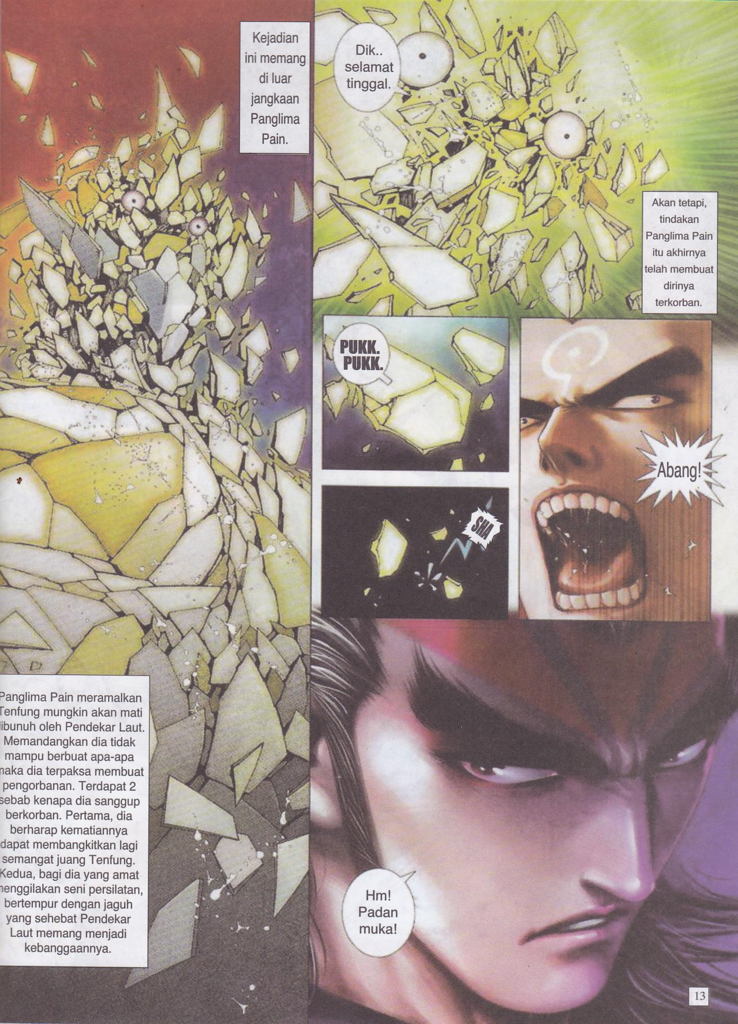 Kejadian
ini memang
di luar
jangkaan
Panglima
Pain.
Dik..
selamat
tinggal.
Akan tetapi,
tindakan
Panglima Pain
itu akhirnya
telah membuat
dirinya
terkorban.
PUKK.
PUKK.
Abang!
SHA
Panglima Pain meramalkan
Tenfung mungkin akan mati
ibunuh oleh Pendekar Laut.
Memandangkan dia tidak
mampu berbuat apa-apa
maka dia terpaksa membuat
pengorbanan. Terdapat 2
sebab kenapa dia sanggup
berkorban. Pertama, dia
berharap kematiannya
dapat membangkitkan lagi
semangat juang Tenfung.
Kedua, bagi dia yang amat
menggilakan seni persilatan,
bertempur dengan jaguh
yang sehebat Pendekar
Laut memang menjadi
kebanggaannya.
Hm!
Padan
muka!
13